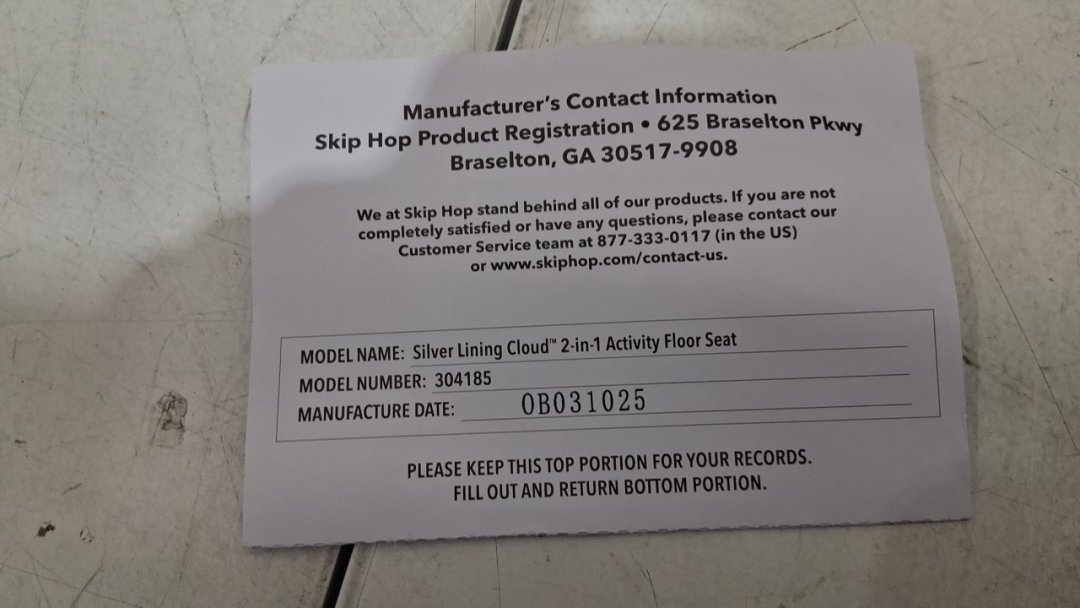 Manufacturer's Contact Information
Skip Hop Product Registration • 625 Braselton Pkwy
Braselton, GA 30517-9908
We at Skip Hop stand behind all of our products. If you are not
completely satisfied or have any questions, please contact our
Customer Service team at 877-333-0117 (in the US)
or www.skiphop.com/contact-us.
MODEL NAME: Silver Lining Cloud™ 2-in-1 Activity Floor Seat
MODEL NUMBER: 304185
MANUFACTURE DATE: OB031025
PLEASE KEEP THIS TOP PORTION FOR YOUR RECORDS.
FILL OUT AND RETURN BOTTOM PORTION.